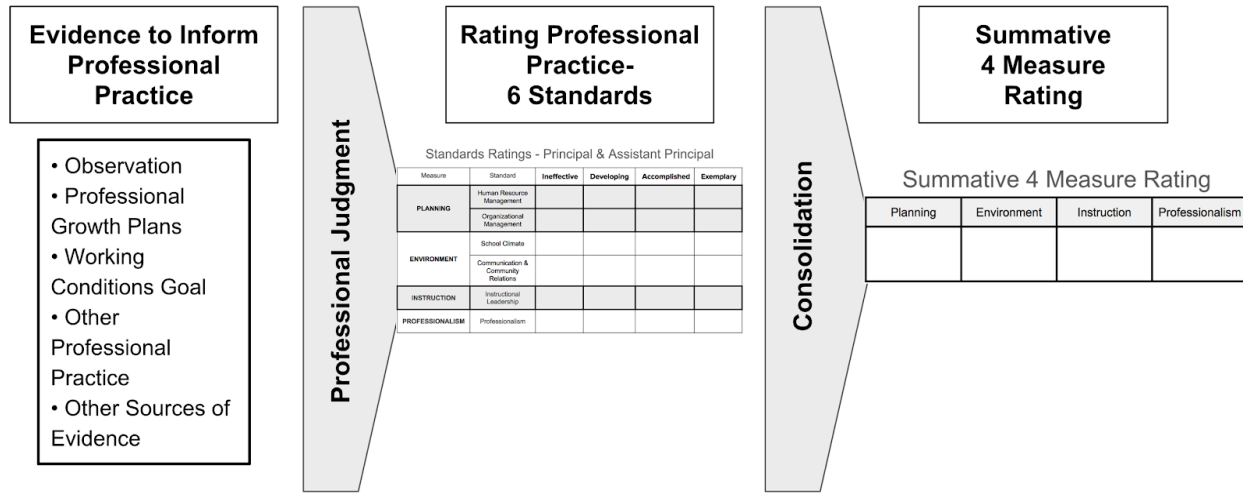 Evidence to Inform
Professional
Practice
• Observation
• Professional
Growth Plans
• Working
Conditions Goal
• Other
Professional
Practice
• Other Sources of
Evidence
Professional Judgment
Rating Professional
Practice-
6 Standards
Standards Ratings - Principal & Assistant Principal
Measure Standard Ineffective Developing Accomplished Exemplary
PLANNING
Human Resource
Management
Organizational
Management
ENVIRONMENT
School Climate
Communication &
Community
Relations
INSTRUCTION
Instructional
Leadership
PROFESSIONALISM Professionalism
Consolidation
Summative
4 Measure
Rating
Summative 4 Measure Rating
Planning Environment Instruction Professionalism